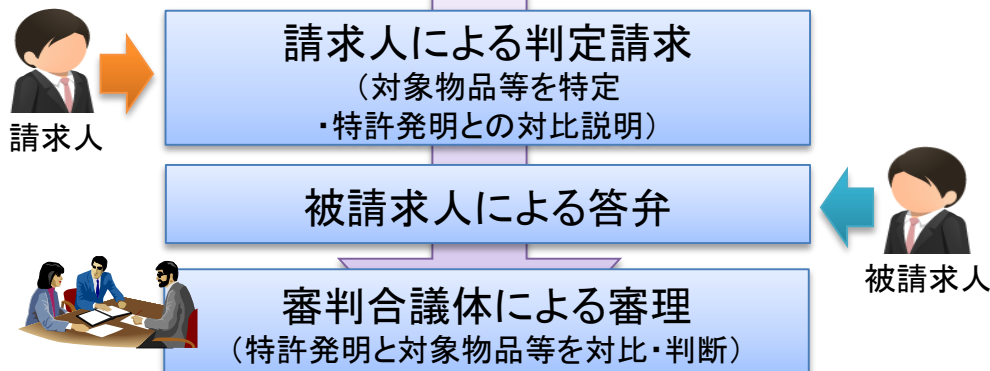 請求人による判定請求
（対象物品等を特定
・特許発明との対比説明）
請求人
被請求人による答弁
被請求人
審判合議体による審理
（特許発明と対象物品等を対比・判断）